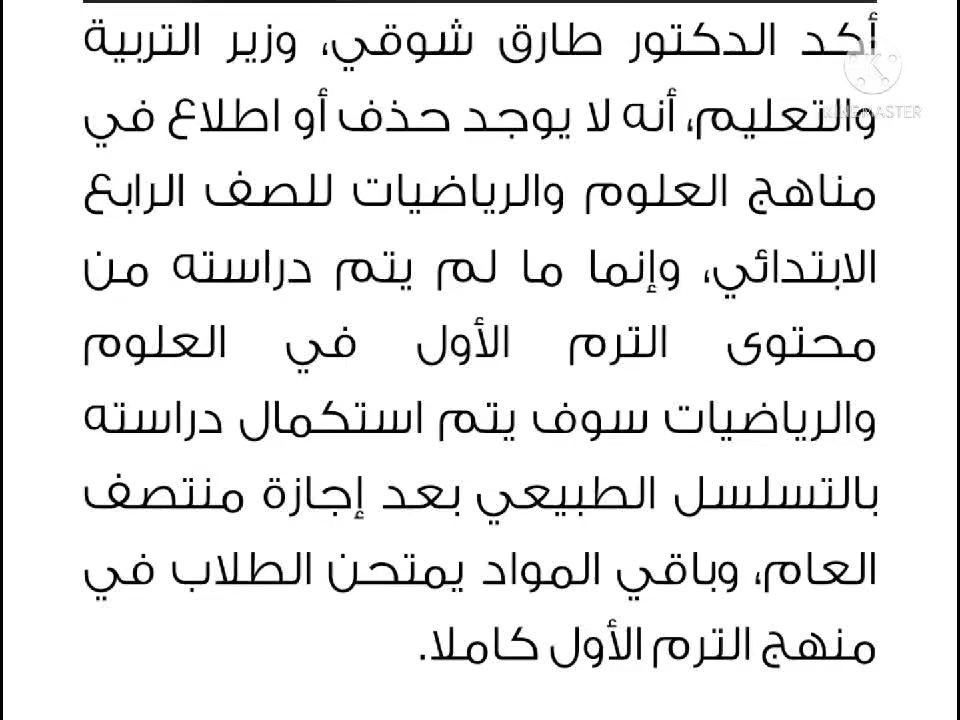 أكد الدكتور طارق شوقي، وزير التربية
والتعليم، أنه لا يوجد حذف أو اطلاع في
مناهج العلوم والرياضيات للصف الرابع
الابتدائي، وإنما ما لم يتم دراسته من
محتوى الترم الأول في العلوم
والرياضيات سوف يتم استكمال دراسته
بالتسلسل الطبيعي بعد إجازة منتصف
العام، وباقي المواد يمتحن الطلاب في
منهج الترم الأول كاملا.
KINEMASTER